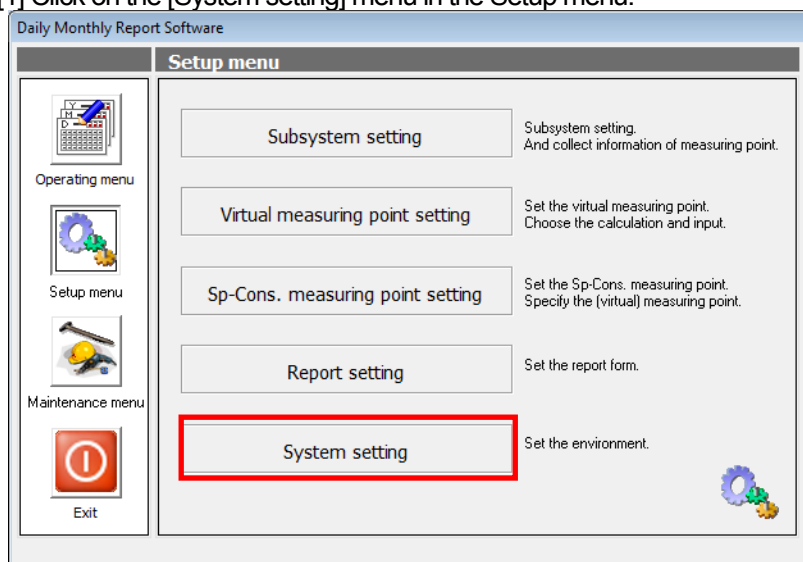 [1] Click on the [System setting] menu in the Setup menu.
Daily Monthly Report Software
Setup menu
Operating menu
Setup menu
Maintenance menu
Exit
Subsystem setting
Subsystem setting.
And collect information of measuring point.
Virtual measuring point setting
Set the virtual measuring point.
Choose the calculation and input.
Sp-Cons. measuring point setting
Set the Sp-Cons. measuring point.
Specify the (virtual) measuring point.
Report setting
Set the report form.
System setting
Set the environment.